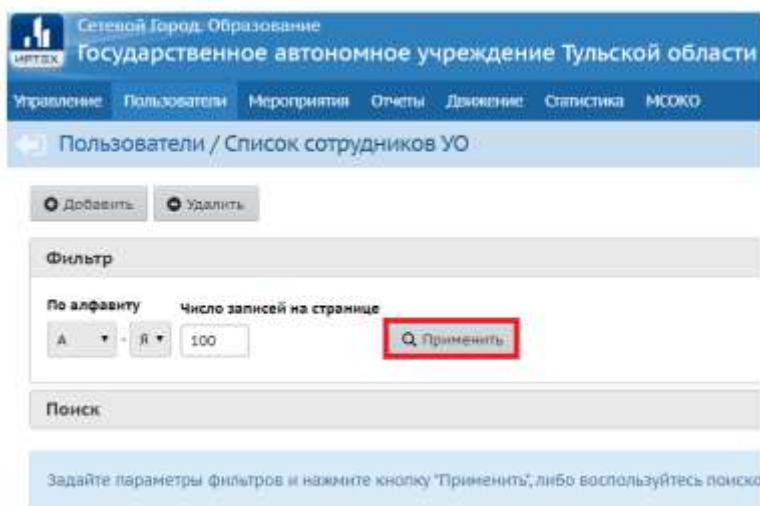 Сетевой Город. Образование
ИРТЕХ Государственное автономное учреждение Тульской области
Управление Пользователи Мероприятия Отчеты Движение Статистика МСОКО
Пользователи / Список сотрудников УО
Добавить Удалить
Фильтр
По алфавиту Число записей на странице
А - Я 100 Применить
Поиск
Задайте параметры фильтров и нажмите кнопку "Применить", либо воспользуйтесь поиско